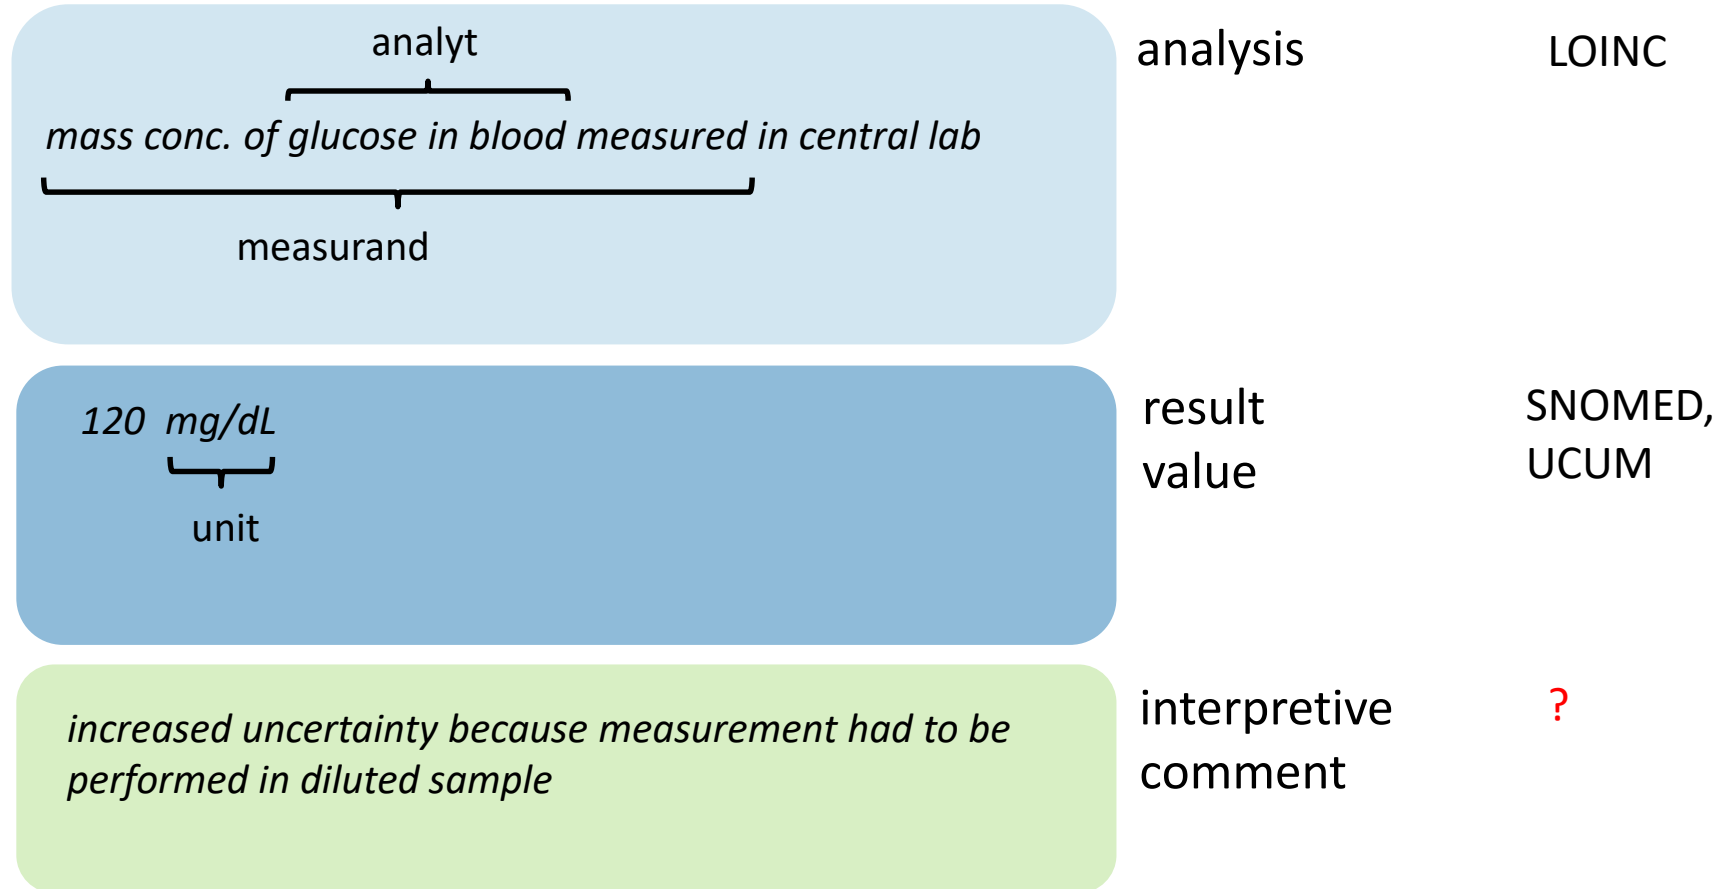 analyt
mass conc. of glucose in blood measured in central lab
measurand
analysis
LOINC
120 mg/dL
unit
result
value
SNOMED,
UCUM
increased uncertainty because measurement had to be
performed in diluted sample
interpretive
comment
?